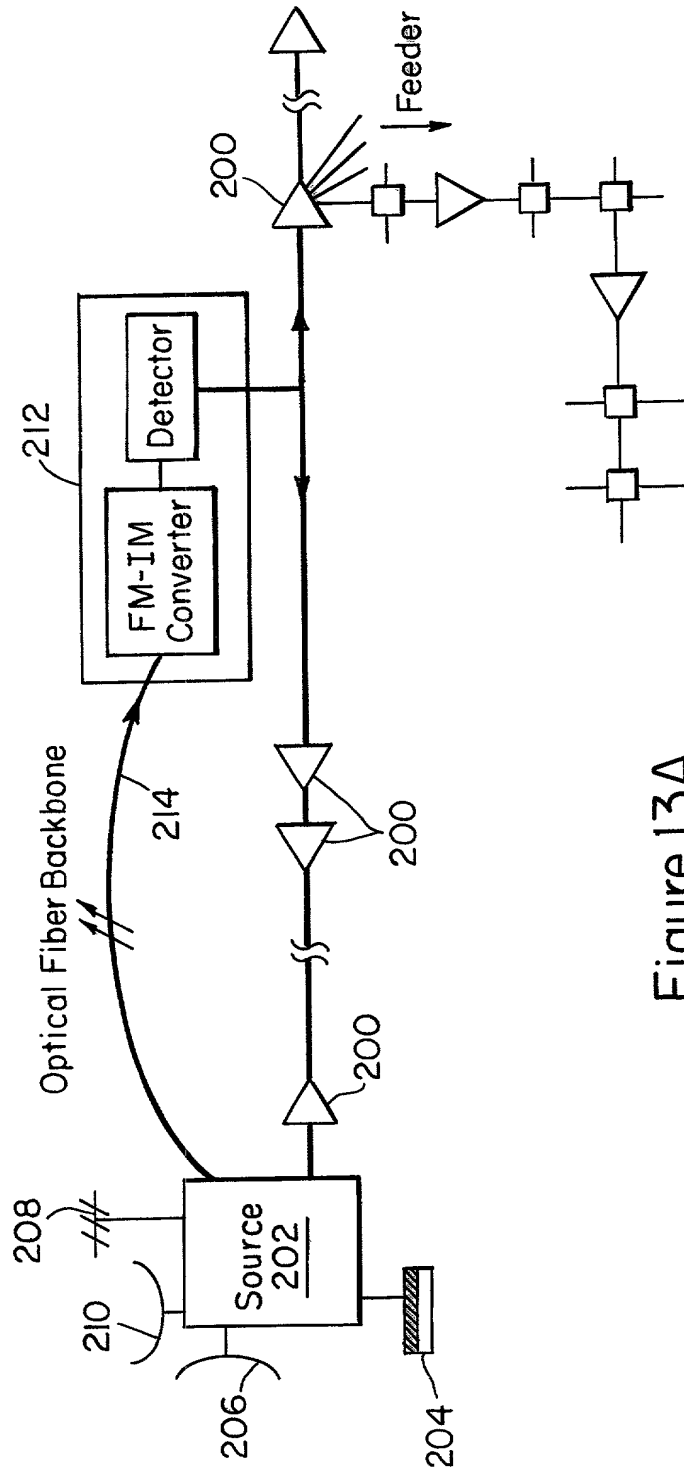 Optical Fiber Backbone
214
212
FM-IM
Converter
Detector
200
Feeder
208
210
206
Source
202
204
200
200
Figure 13A